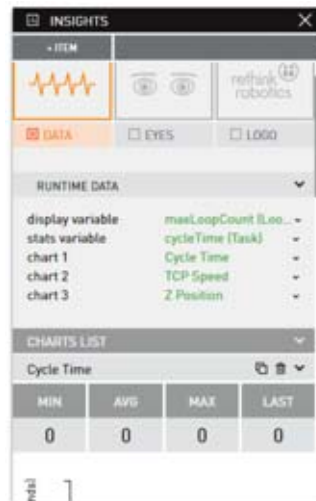 INSIGHTS
+ ITEM
rethink
robotics
DATA
EYES
LOGO
RUNTIME DATA
display variable maeLoopCount (Loo...
stats variable cycleTime (Task)
chart 1 Cycle Time
chart 2 TCP Speed
chart 3 Z Position
CHARTS LIST
Cycle Time
MIN AVG MAX LAST
0 0 0 0
nds)